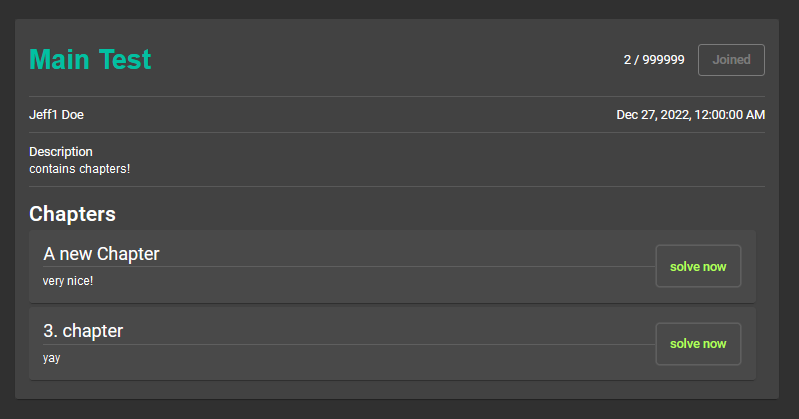 Main Test
2 / 999999
Joined
Jeff1 Doe
Dec 27, 2022, 12:00:00 AM
Description
contains chapters!
Chapters
A new Chapter
very nice!
solve now
3. chapter
yay
solve now